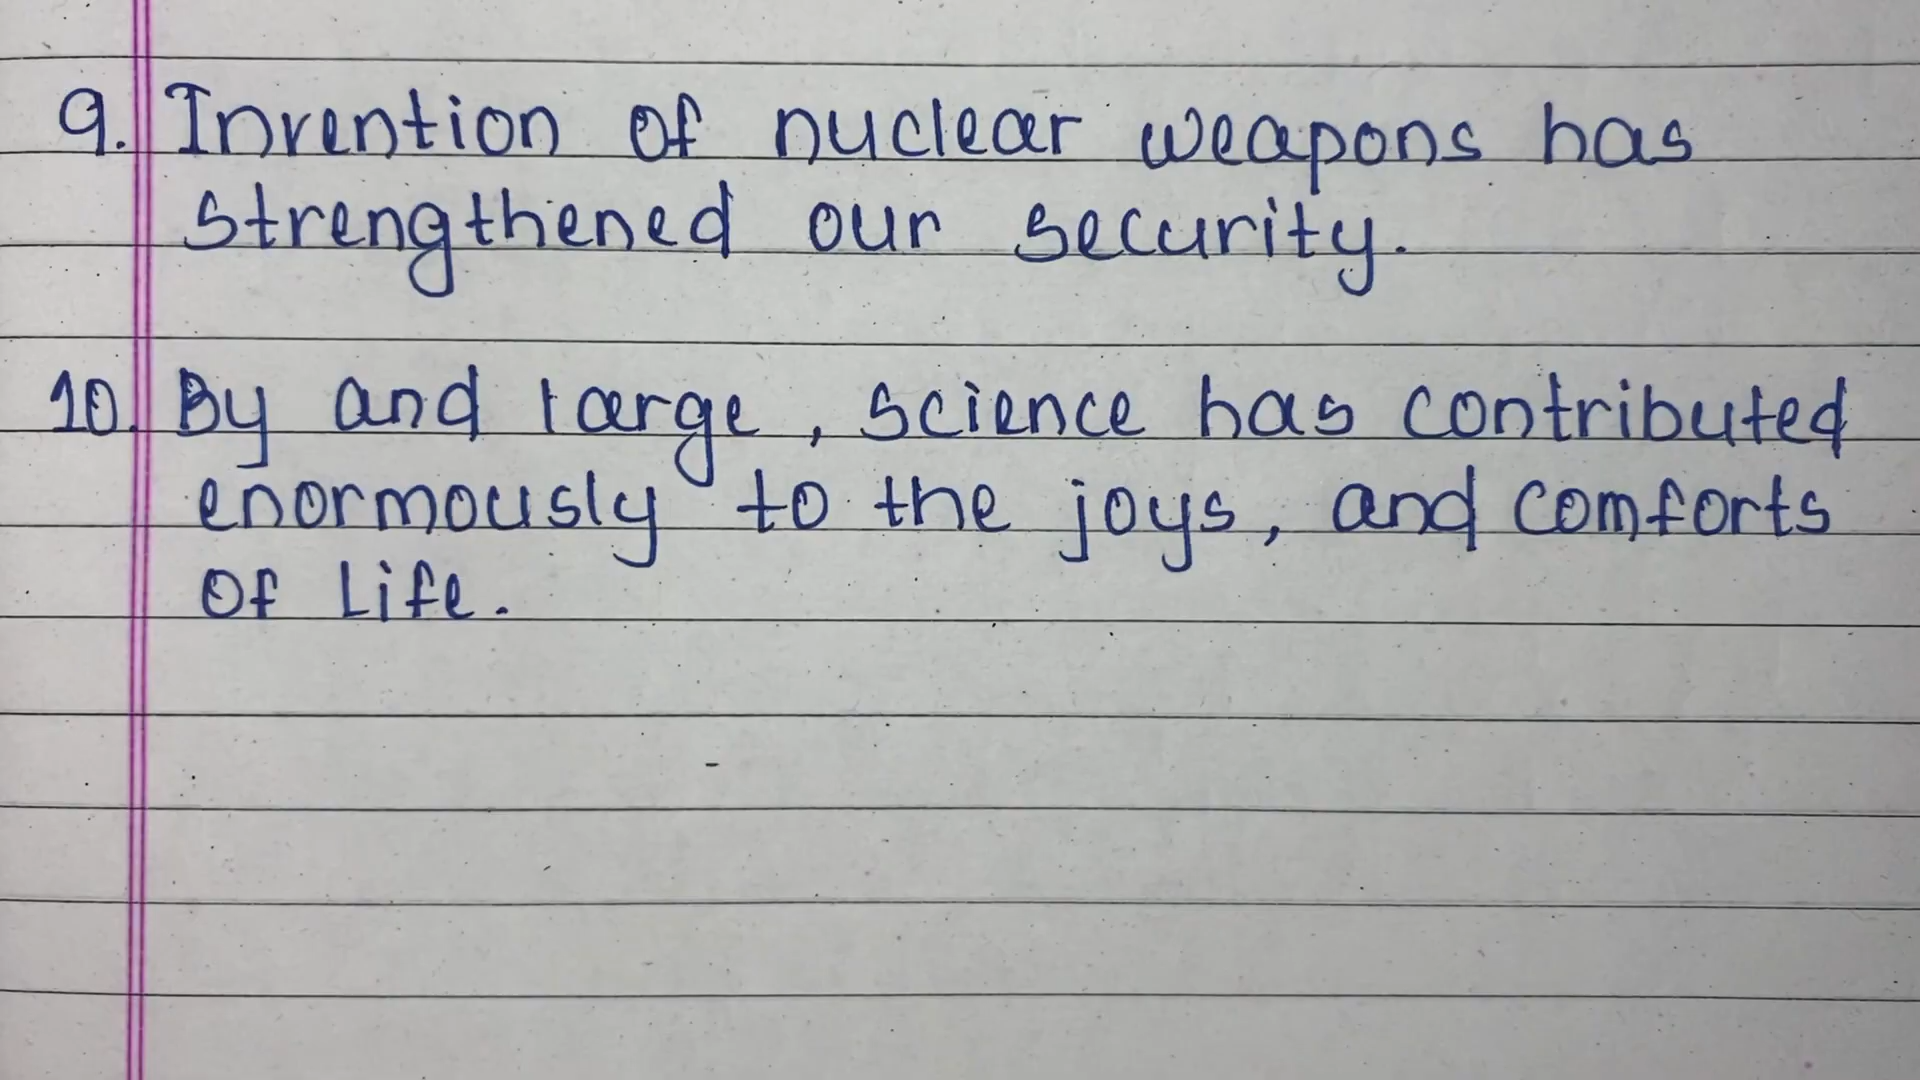 9. Invention of nuclear weapons has
strengthened our security.
10. By and large, science has contributed
enormously to the joys, and comforts
of Life.